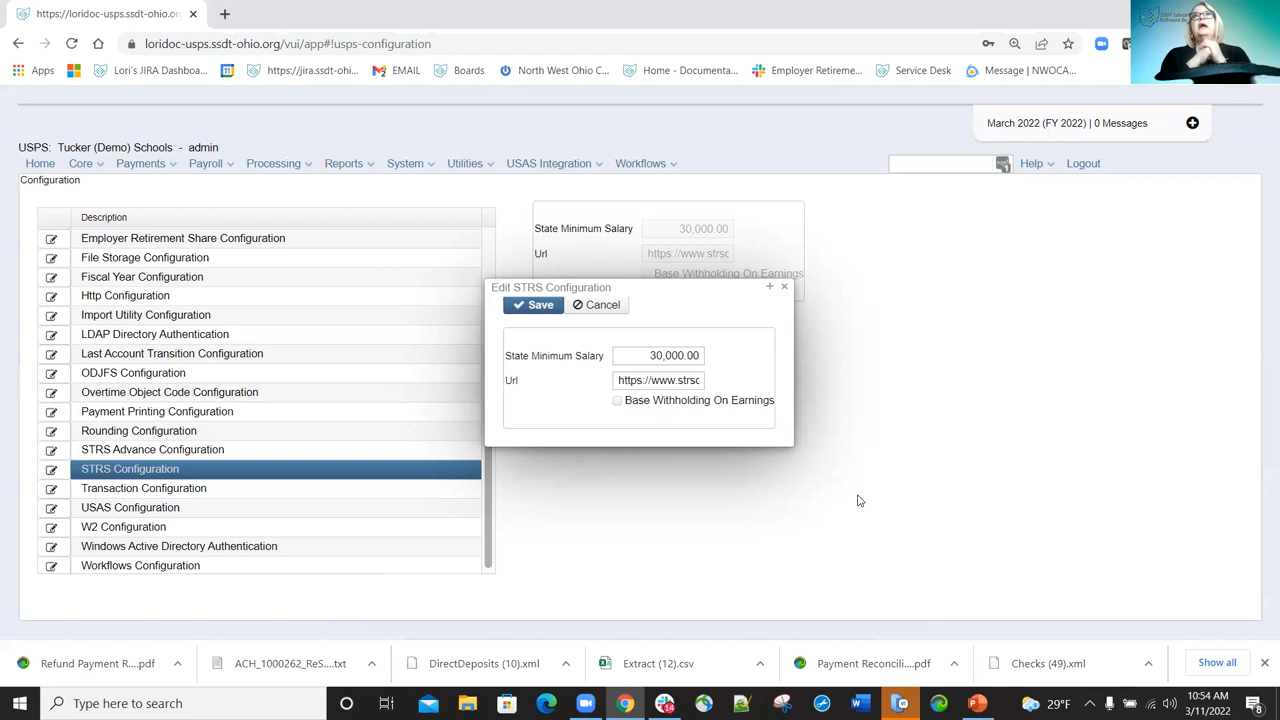 https://loridoc-usps.ssdt-ohio.org/
loridoc-usps.ssdt-ohio.org/vui/app#!usps-configuration
Apps
Lori's JIRA Dashboa...
https://jira.ssdt-ohi...
EMAIL
Boards
North West Ohio C...
Home - Documenta...
Employer Retireme...
Service Desk
Message | NWOCA...
March 2022 (FY 2022) | 0 Messages
USPS: Tucker (Demo) Schools - admin
Home Core Payments Payroll Processing Reports System Utilities USAS Integration Workflows Help Logout
Configuration
Description
Employer Retirement Share Configuration
File Storage Configuration
Fiscal Year Configuration
Http Configuration
Import Utility Configuration
LDAP Directory Authentication
Last Account Transition Configuration
ODJFS Configuration
Overtime Object Code Configuration
Payment Printing Configuration
Rounding Configuration
STRS Advance Configuration
STRS Configuration
Transaction Configuration
USAS Configuration
W2 Configuration
Windows Active Directory Authentication
Workflows Configuration
State Minimum Salary 30,000.00
Url https://www.strsc
Base Withholding On Earnings
Edit STRS Configuration
Save Cancel
State Minimum Salary 30,000.00
Url https://www.strsc
Base Withholding On Earnings
Refund Payment R....pdf
ACH_1000262_ReS....txt
DirectDeposits (10).xml
Extract (12).csv
Payment Reconcili....pdf
Checks (49).xml
Show all
Type here to search
14
29°F
10:54 AM
3/11/2022
8